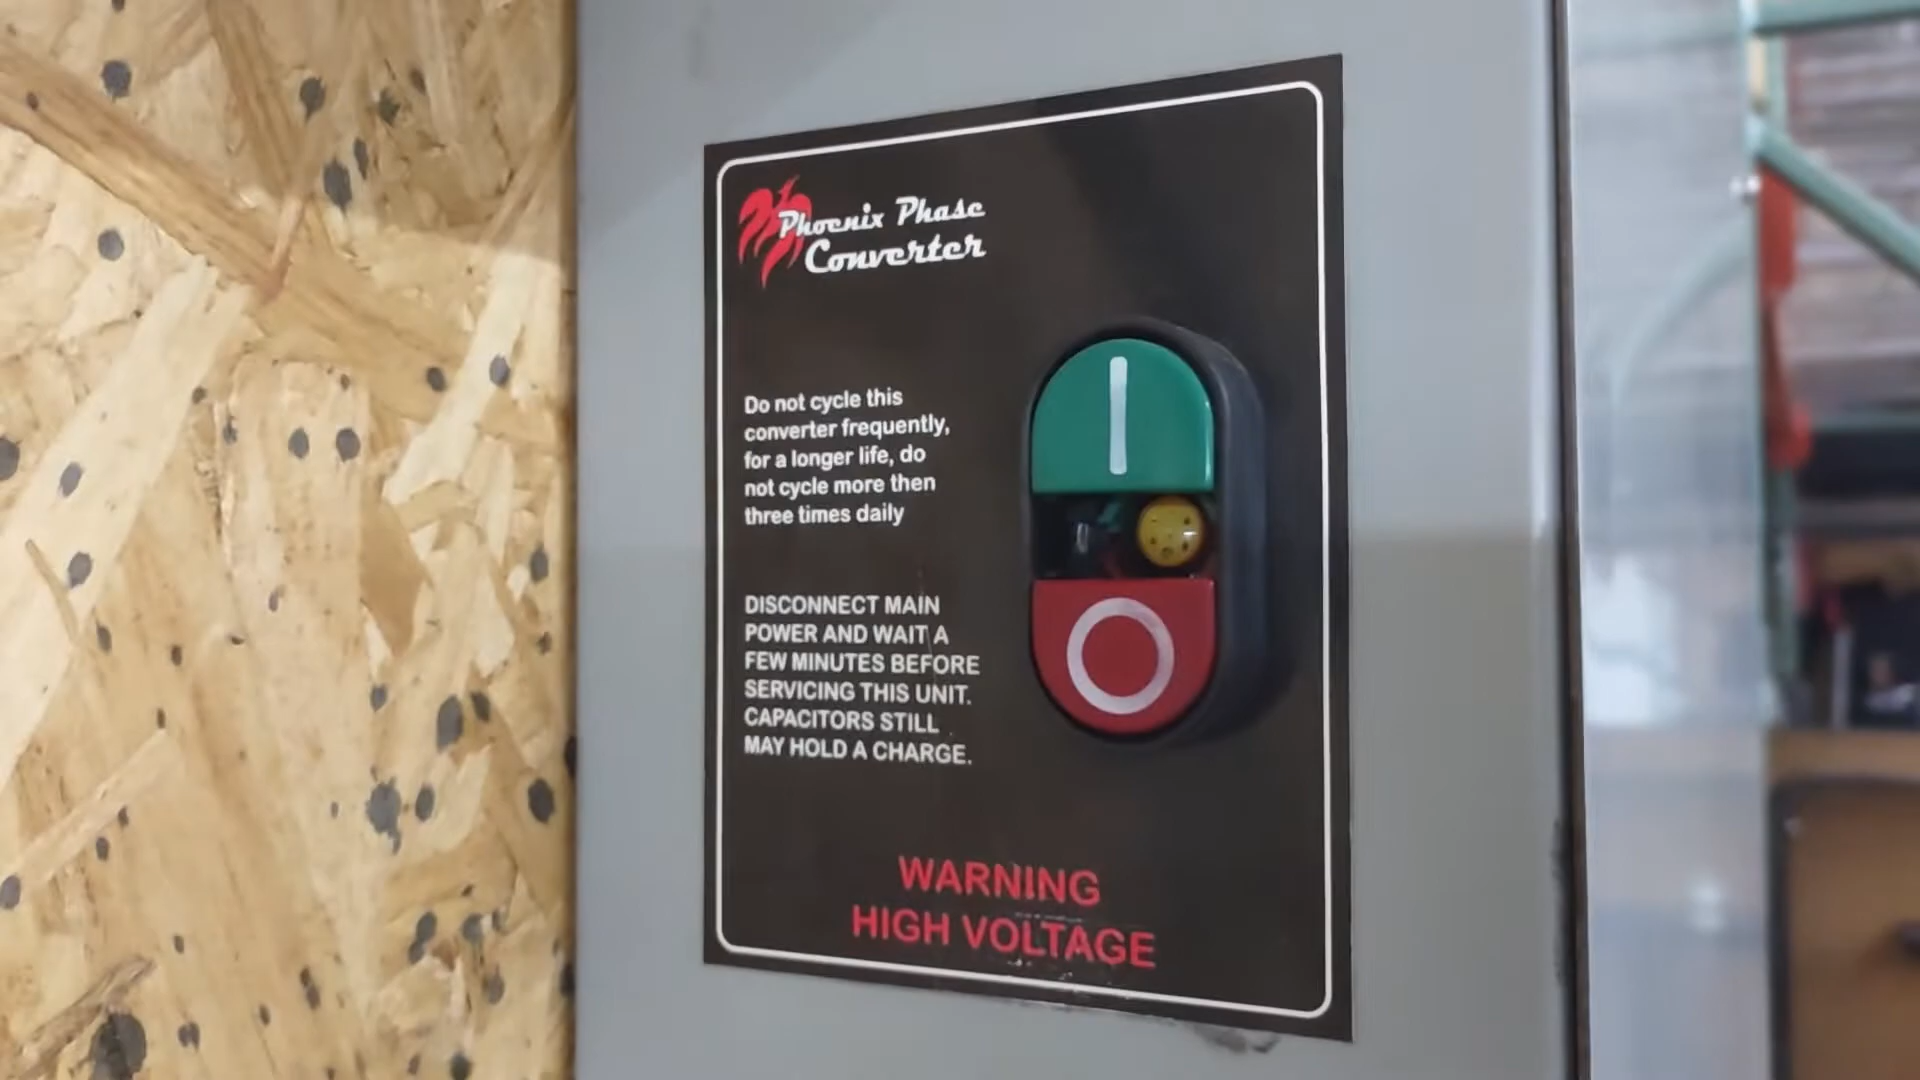 Phoenix Phase
Converter
Do not cycle this
converter frequently,
for a longer life, do
not cycle more then
three times daily
DISCONNECT MAIN
POWER AND WAIT A
FEW MINUTES BEFORE
SERVICING THIS UNIT.
CAPACITORS STILL
MAY HOLD A CHARGE.
WARNING
HIGH VOLTAGE